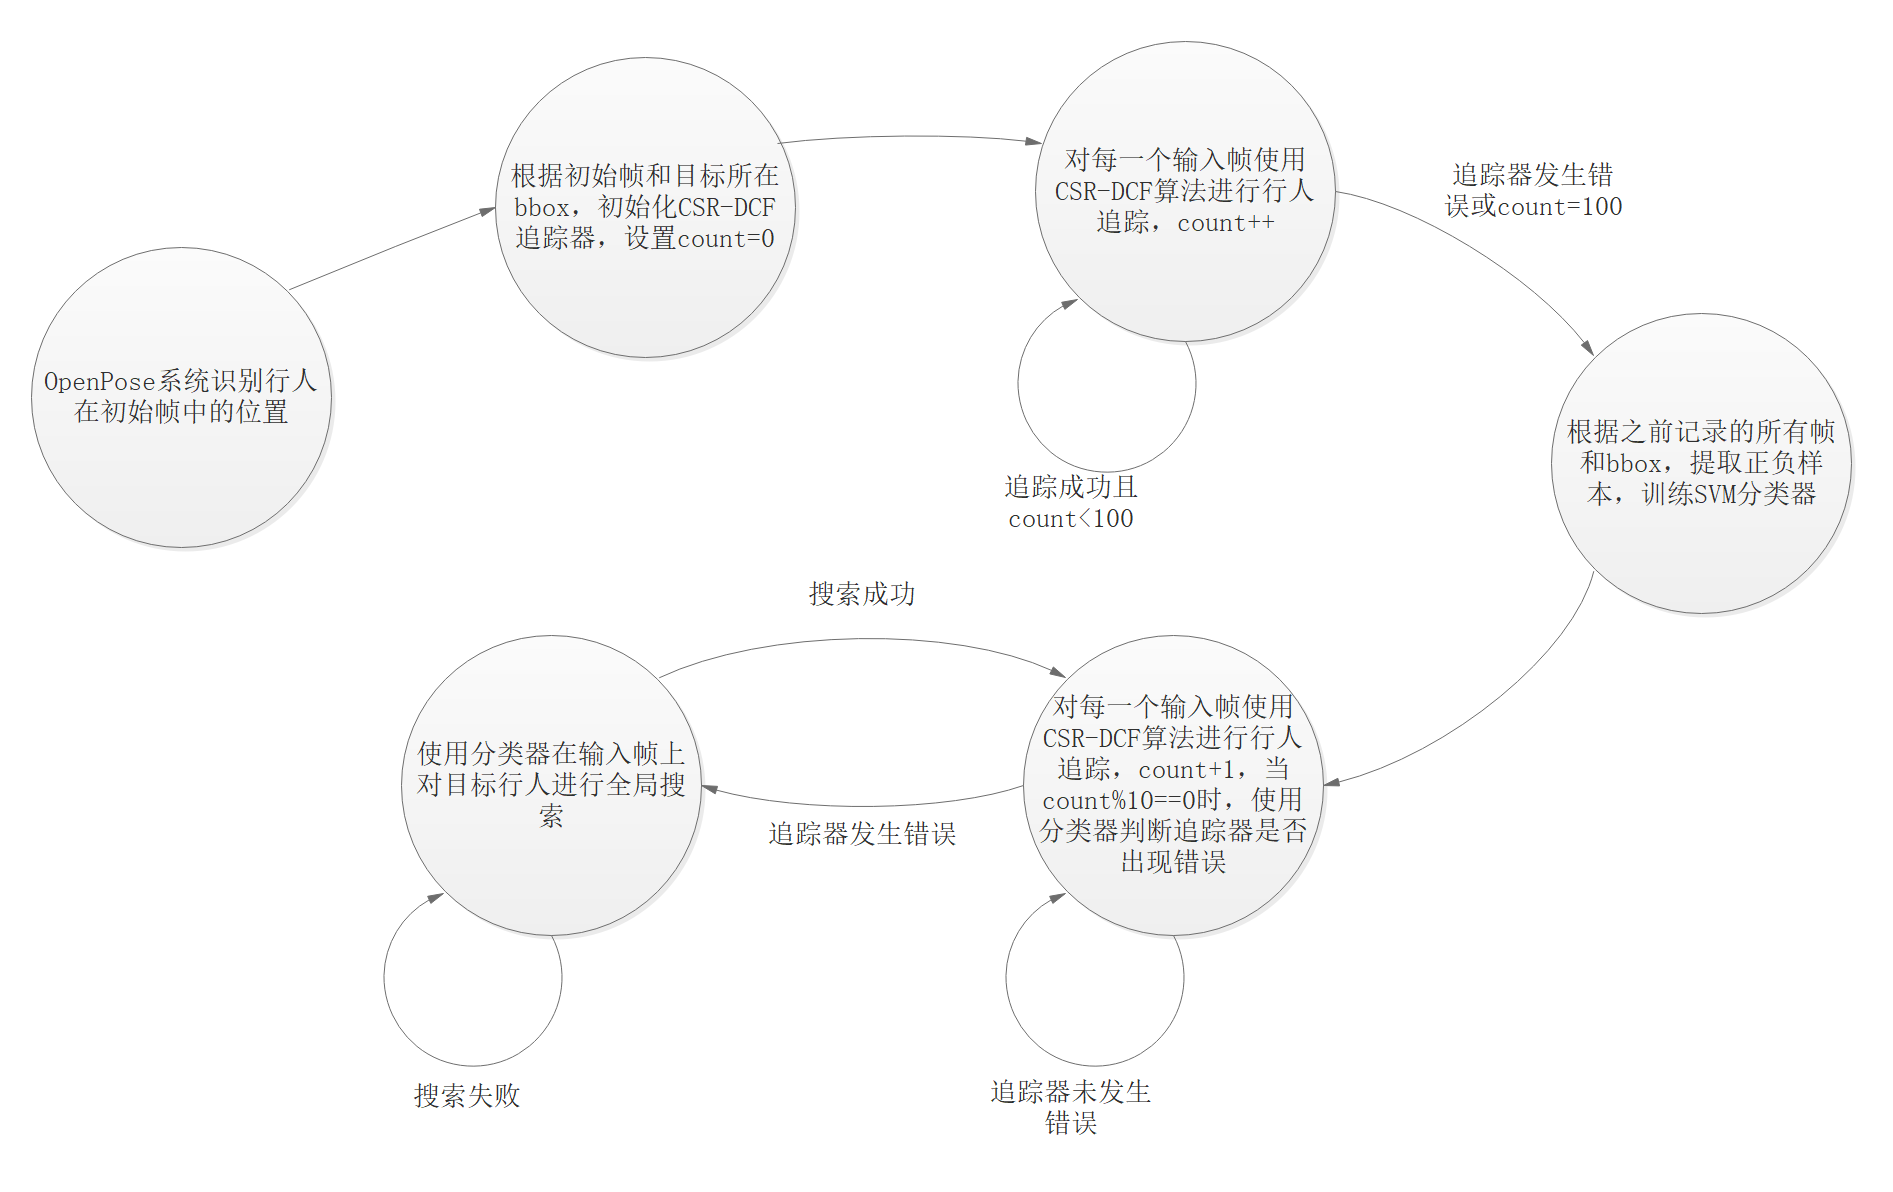 OpenPose系统识别行人
在初始帧中的位置
根据初始帧和目标所在
bbox，初始化CSR-DCF
追踪器，设置count=0
对每一个输入帧使用
CSR-DCF算法进行行人
追踪，count++
追踪成功且
count<100
追踪器发生错
误或count=100
根据之前记录的所有帧
和bbox，提取正负样
本，训练SVM分类器
对每一个输入帧使用
CSR-DCF算法进行行人
追踪，count+1，当
count%10==0时，使用
分类器判断追踪器是否
出现错误
追踪器未发生
错误
追踪器发生错误
使用分类器在输入帧上
对目标行人进行全局搜
索
搜索失败
搜索成功